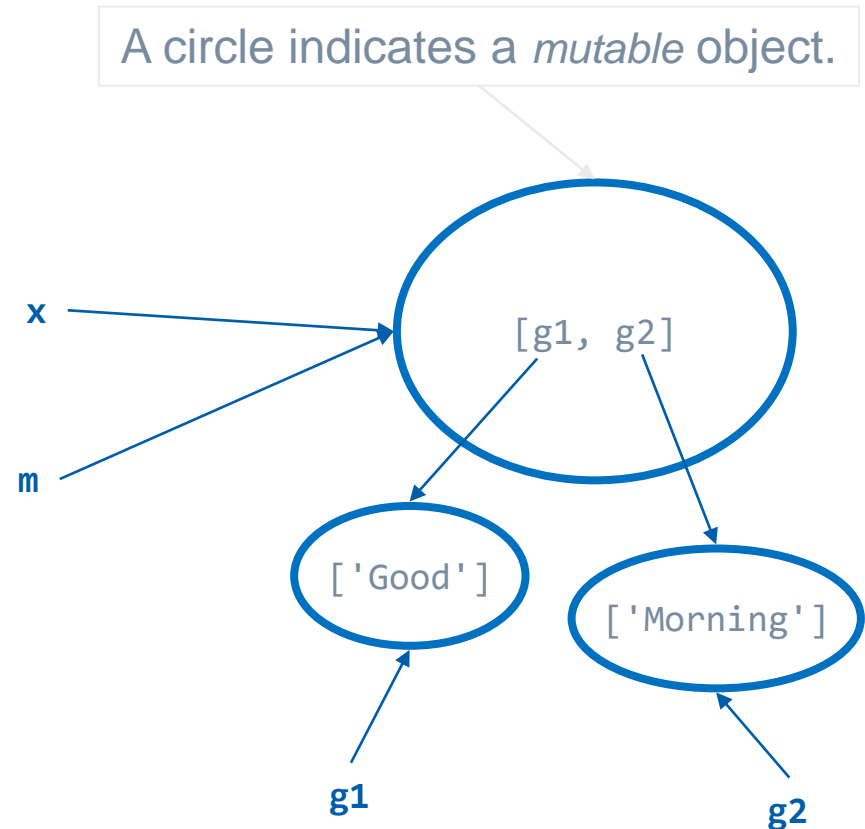 A circle indicates a mutable object.
x
[g1, g2]
m
['Good']
['Morning']
g1
g2